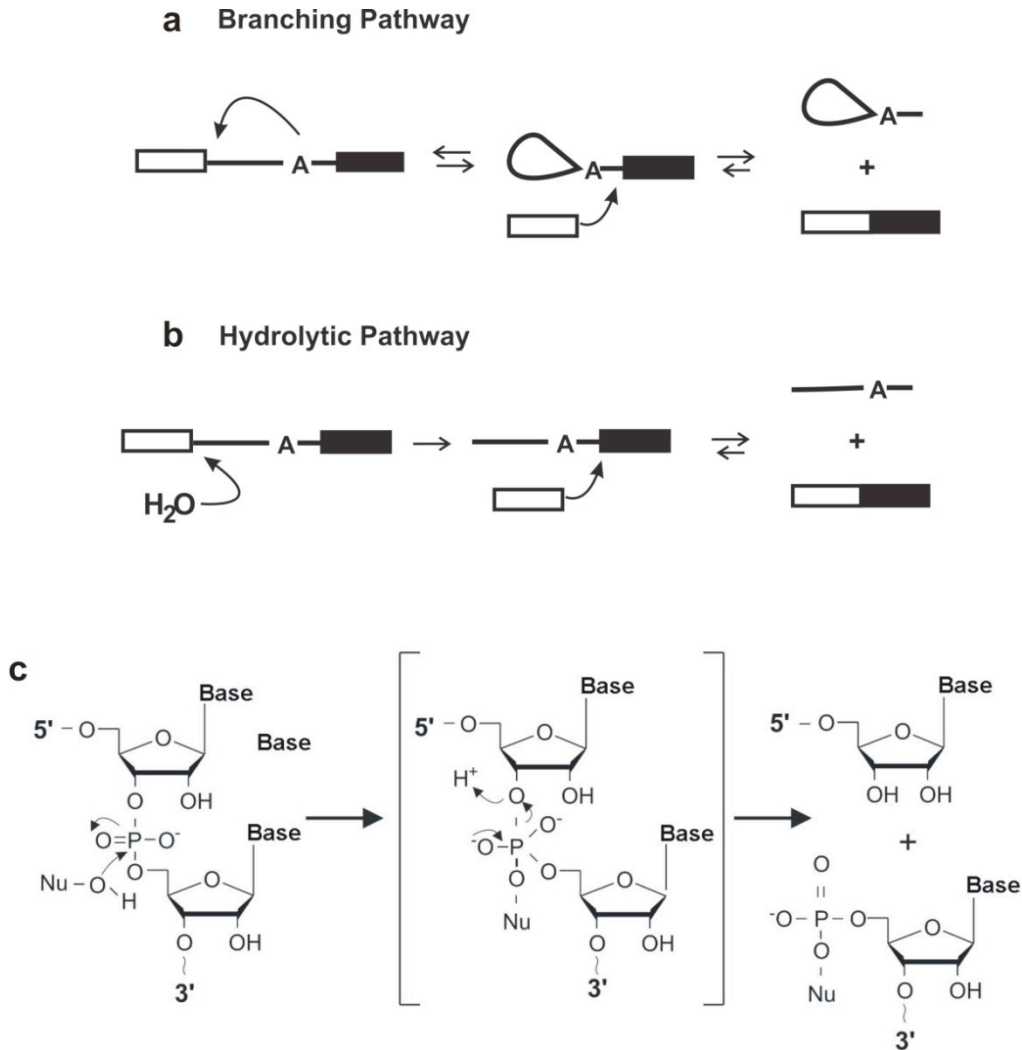 a Branching Pathway
A
A
A
+
b Hydrolytic Pathway
A
A
A
+
H₂O
c
5' - O
O
Base
Base
O
OH
O=P-O⁻
O
Nu-O
H
O
Base
O
OH
3'
5' - O
O
Base
H⁺
O
OH
O⁻
⁻O-P
O
O
Nu
O
Base
O
OH
3'
5' - O
O
Base
OH
OH
+
O
⁻O-P-O
O
Nu
O
Base
O
OH
3'